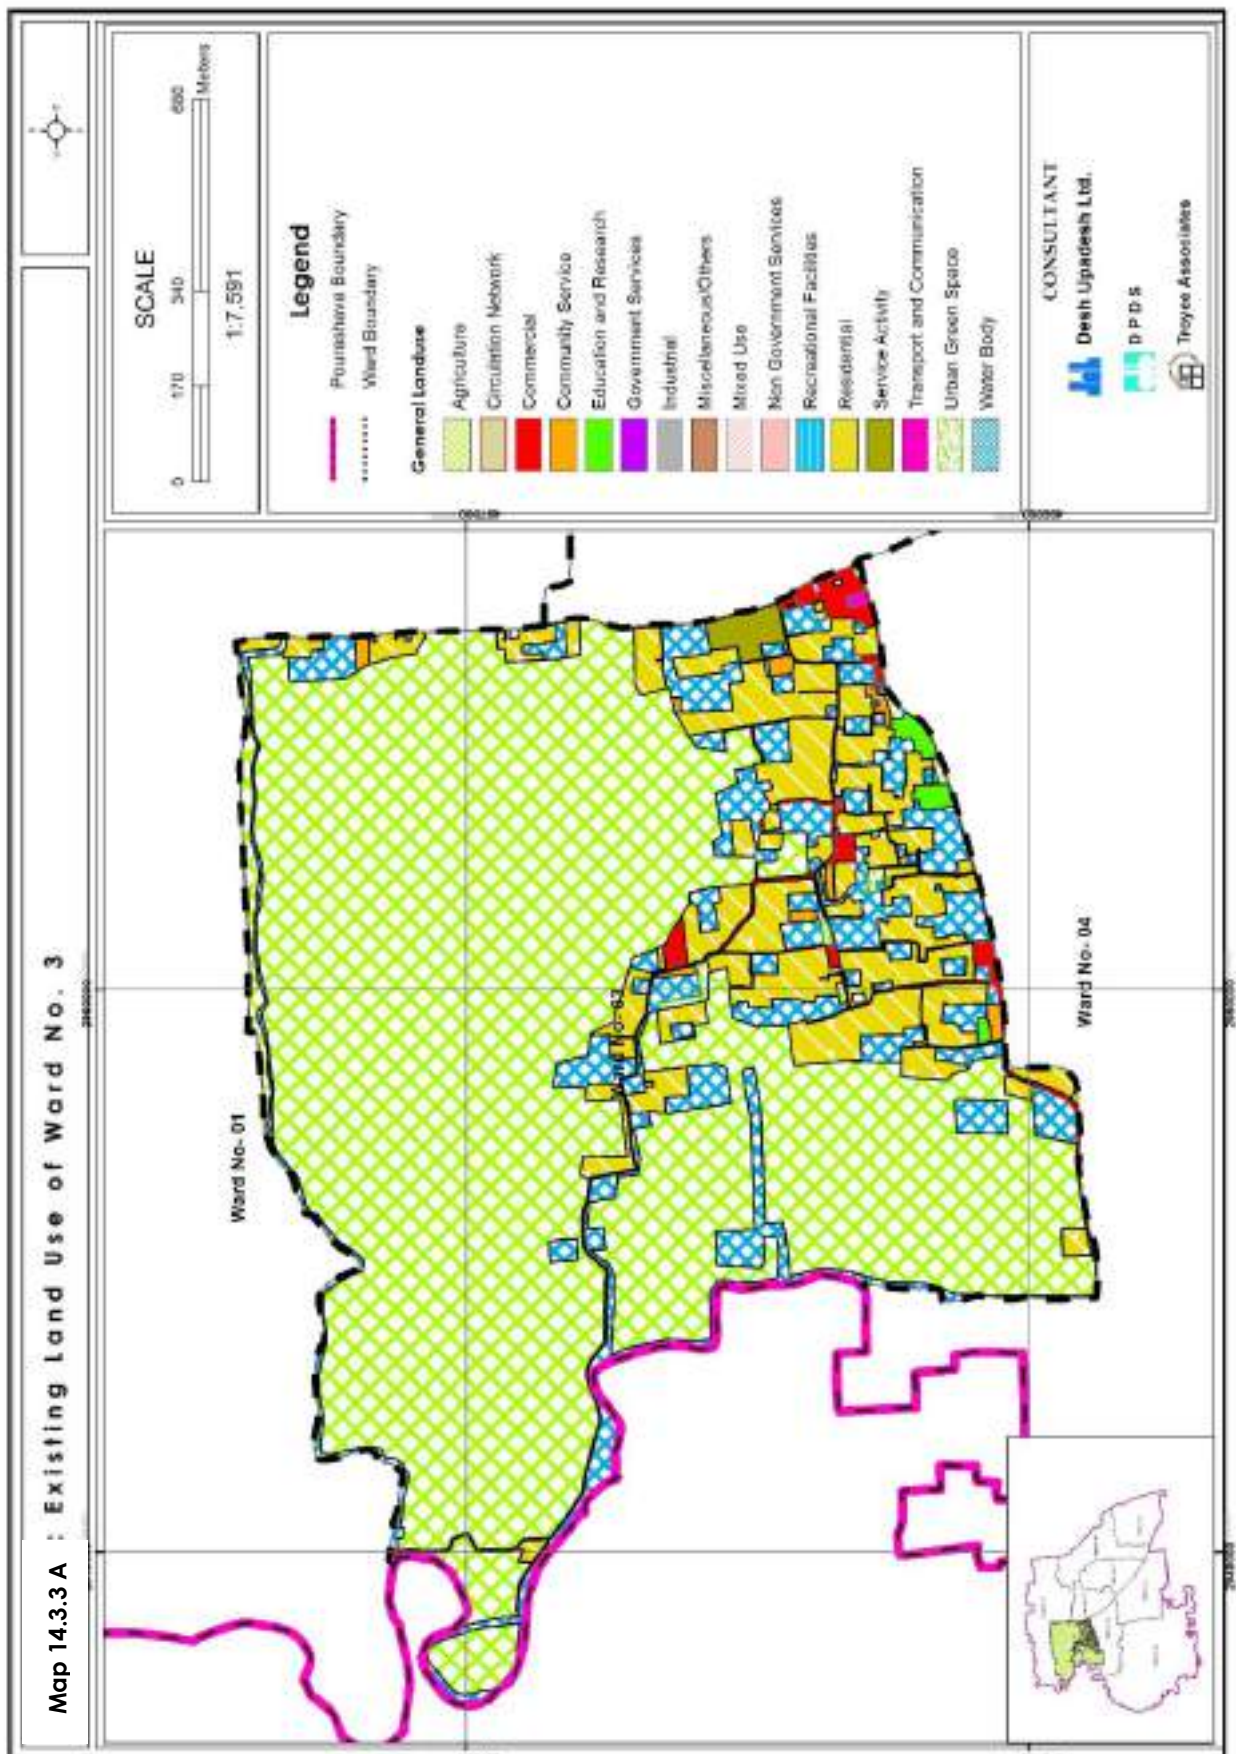 Map 14.3.3 A : Existing Land Use of Ward No. 3
SCALE
0 170 340 680
Meters
1:7,591
Legend
Pourashava Boundary
Ward Boundary
General Landuse
Agriculture
Circulation Network
Commercial
Community Service
Education and Research
Government Services
Industrial
Miscellaneous/Others
Mixed Use
Non Government Services
Recreational Facilities
Residential
Service Activity
Transport and Communication
Urban Green Space
Water Body
CONSULTANT
Desh Upadesh Ltd.
D P D S
Troyee Associates
Ward No- 01
Ward No- 04